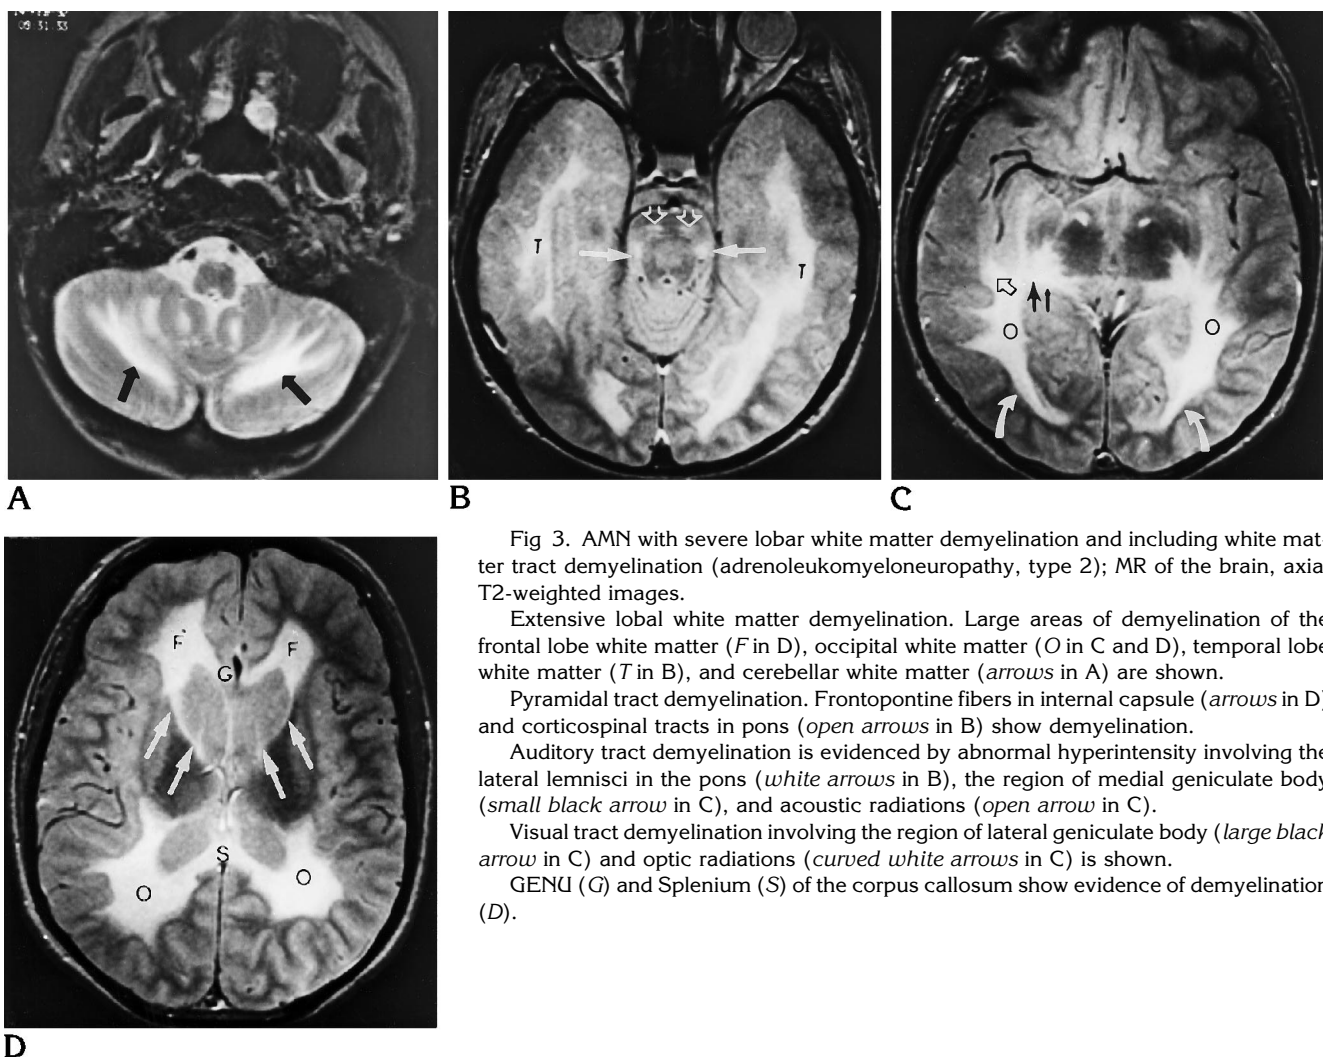 09 31 33
T
T
O
O
A
B
C
F
F
G
S
O
O
D
Fig 3. AMN with severe lobar white matter demyelination and including white mat-
ter tract demyelination (adrenoleukomyeloneuropathy, type 2); MR of the brain, axia
T2-weighted images.
Extensive lobal white matter demyelination. Large areas of demyelination of the
frontal lobe white matter (F in D), occipital white matter (O in C and D), temporal lobe
white matter (T in B), and cerebellar white matter (arrows in A) are shown.
Pyramidal tract demyelination. Frontopontine fibers in internal capsule (arrows in D)
and corticospinal tracts in pons (open arrows in B) show demyelination.
Auditory tract demyelination is evidenced by abnormal hyperintensity involving the
lateral lemnisci in the pons (white arrows in B), the region of medial geniculate body
(small black arrow in C), and acoustic radiations (open arrow in C).
Visual tract demyelination involving the region of lateral geniculate body (large black
arrow in C) and optic radiations (curved white arrows in C) is shown.
GENU (G) and Splenium (S) of the corpus callosum show evidence of demyelination
(D).